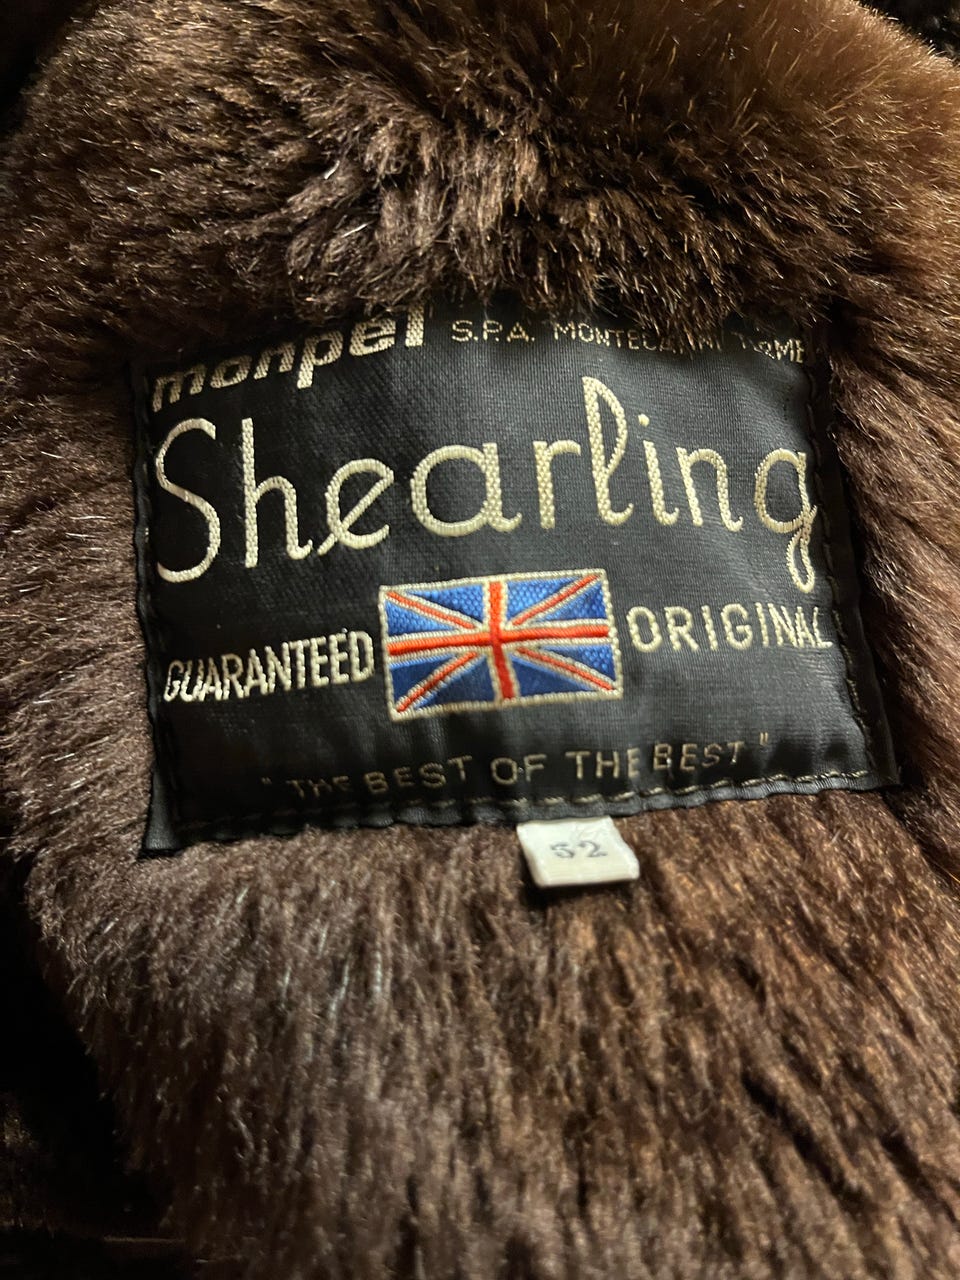 monpel S.P.A. MONTECATINI TERME
Shearling
GUARANTEED ORIGINAL
" THE BEST OF THE BEST "
52